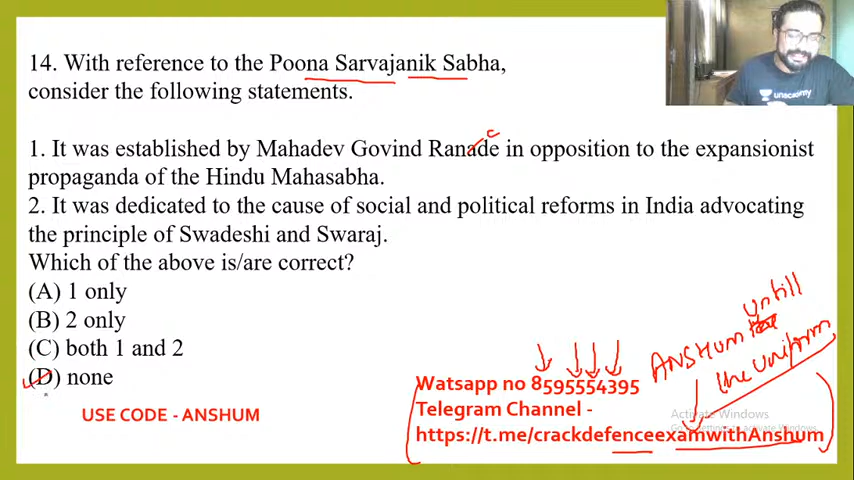 14. With reference to the Poona Sarvajanik Sabha,
consider the following statements.
unacademy
1. It was established by Mahadev Govind Ranade in opposition to the expansionist
propaganda of the Hindu Mahasabha.
2. It was dedicated to the cause of social and political reforms in India advocating
the principle of Swadeshi and Swaraj.
Which of the above is/are correct?
(A) 1 only
(B) 2 only
(C) both 1 and 2
(D) none
USE CODE - ANSHUM
ANSHUM untill
the uniform
Watsapp no 8595554395
Telegram Channel -
https://t.me/crackdefenceexamwithAnshum
Activate Windows